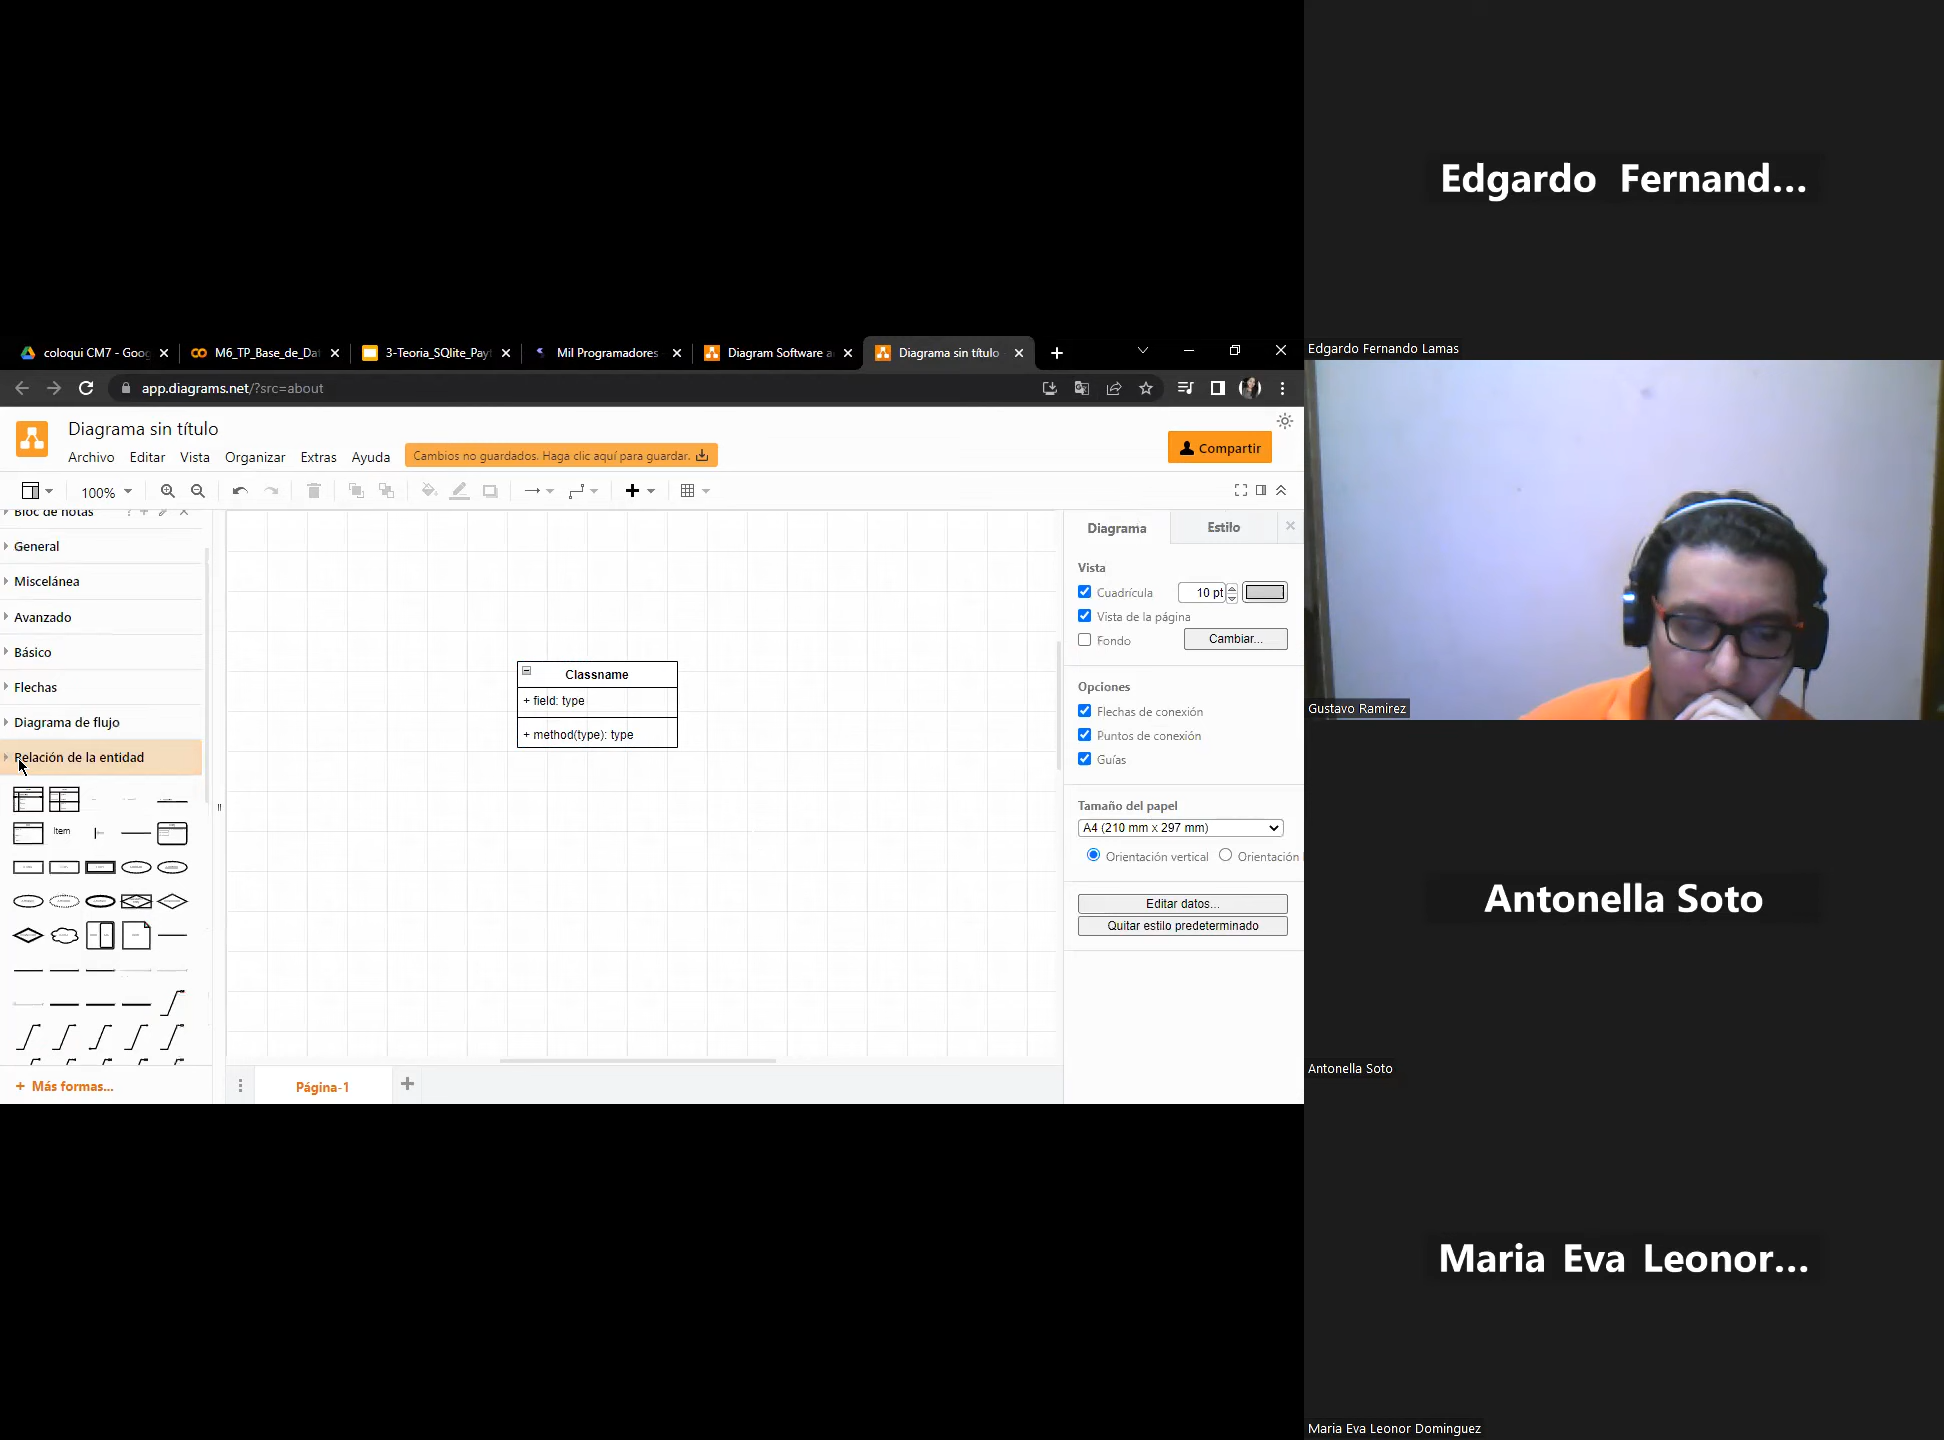 coloqui CM7 - Goog
M6_TP_Base_de_Da
3-Teoria_SQlite_Payt
Mil Programadores
Diagram Software a
Diagrama sin título
app.diagrams.net/?src=about
Diagrama sin título
Archivo Editar Vista Organizar Extras Ayuda
Cambios no guardados. Haga clic aquí para guardar.
Compartir
100%
Bloc de notas
General
Miscelánea
Avanzado
Básico
Flechas
Diagrama de flujo
Relación de la entidad
Item
+ Más formas...
Classname
+ field: type
+ method(type): type
Página-1
Diagrama
Estilo
Vista
Cuadrícula
10 pt
Vista de la página
Fondo
Cambiar...
Opciones
Flechas de conexión
Puntos de conexión
Guías
Tamaño del papel
A4 (210 mm x 297 mm)
Orientación vertical
Orientación
Editar datos...
Quitar estilo predeterminado
Edgardo Fernand...
Edgardo Fernando Lamas
Gustavo Ramirez
Antonella Soto
Antonella Soto
Maria Eva Leonor...
Maria Eva Leonor Dominguez